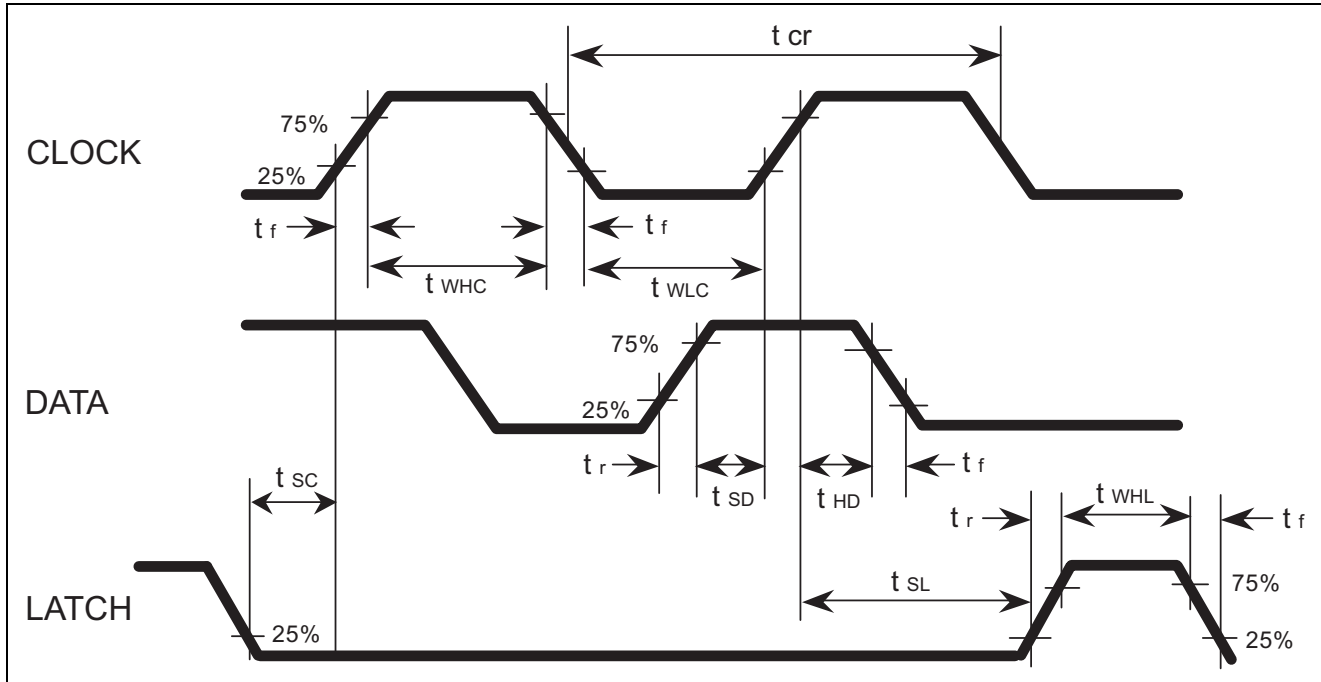 t cr
75%
CLOCK
25%
t f
t f
t WHC
t WLC
75%
DATA
25%
t r
t SD
t HD
t f
t SC
t WHL
t r
t f
t SL
75%
LATCH
25%
25%